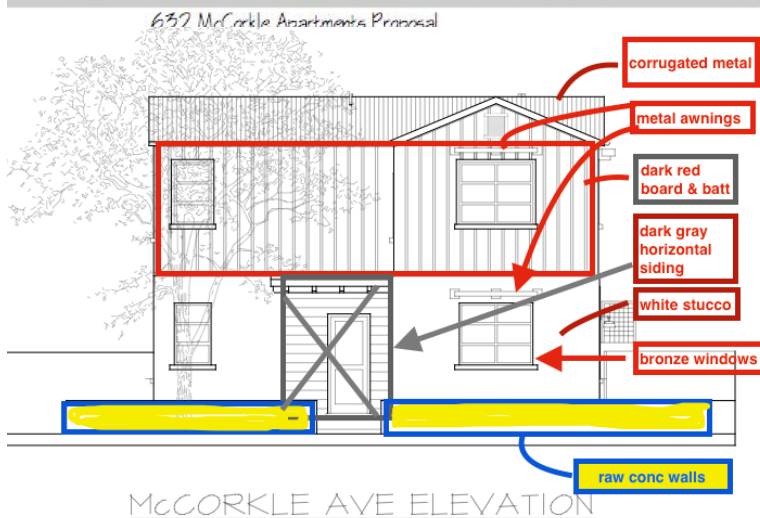 632 McCorkle Apartments Proposal
corrugated metal
metal awnings
dark red
board & batt
dark gray
horizontal
siding
white stucco
bronze windows
raw conc walls
McCORKLE AVE ELEVATION